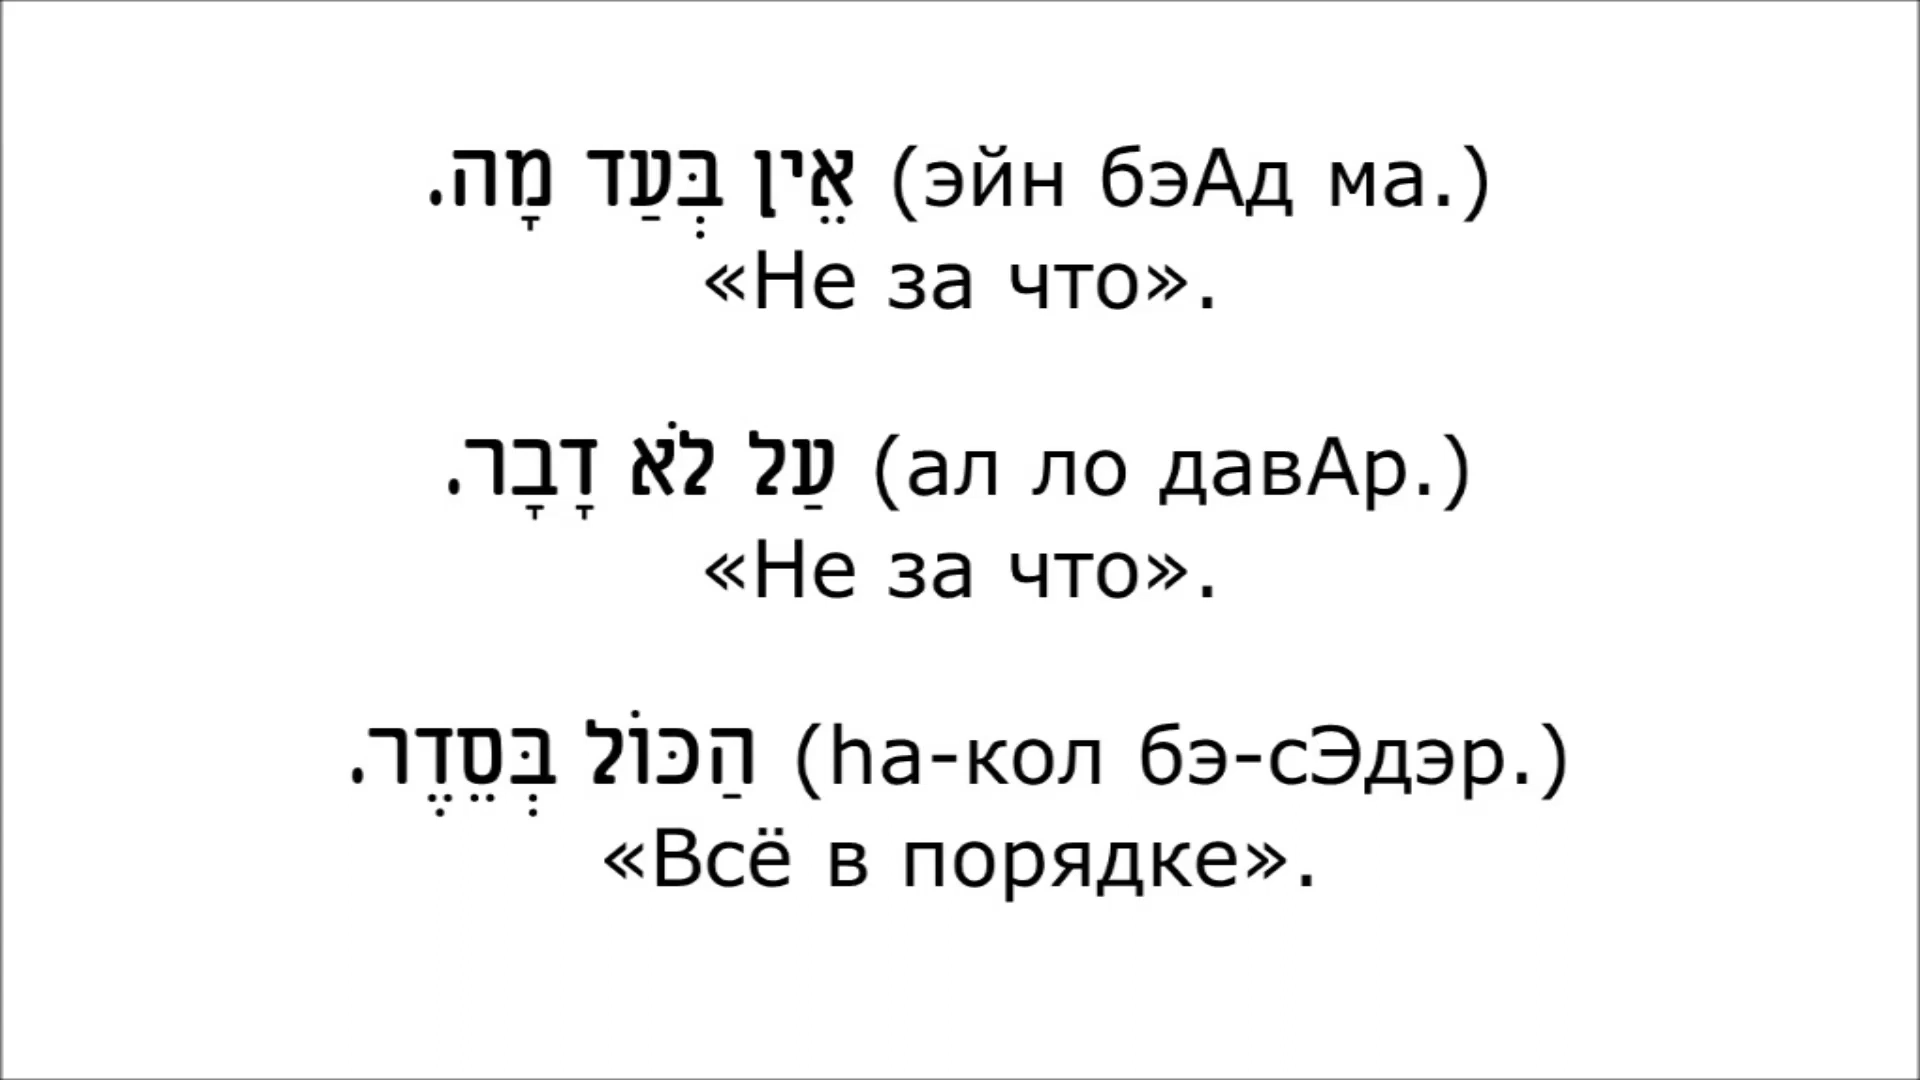 אֵין בְּעַד מָה. (эйн бэАд ма.)
«Не за что».
עַל לֹא דָבָר. (ал ло давАр.)
«Не за что».
הַכּוֹל בְּסֵדֶר. (hа-кол бэ-сЭдэр.)
«Всё в порядке».